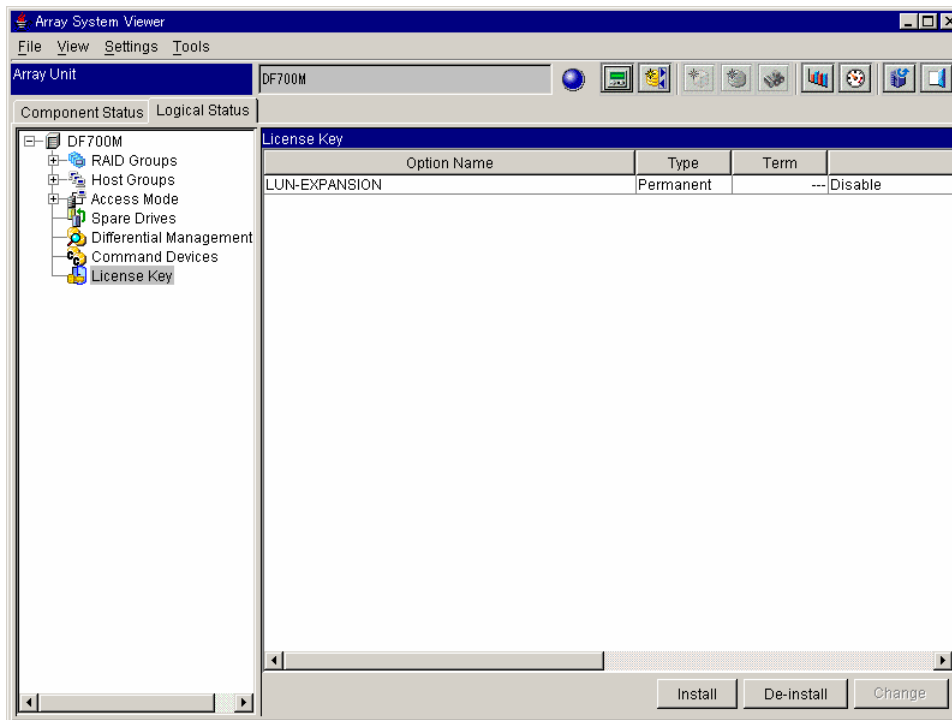 Array System Viewer
File View Settings Tools
Array Unit
DF700M
Component Status Logical Status
DF700M
RAID Groups
Host Groups
Access Mode
Spare Drives
Differential Management
Command Devices
License Key
License Key
Option Name Type Term
LUN-EXPANSION Permanent --- Disable
Install De-install Change